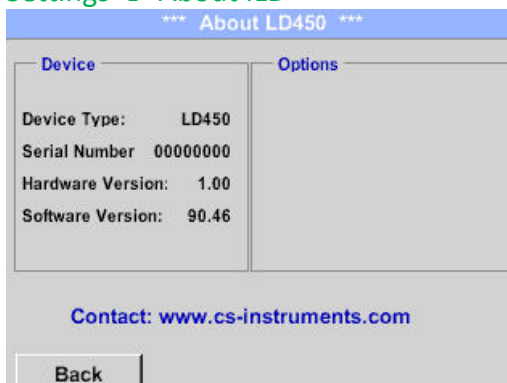 *** About LD450 ***
Device
Options
Device Type: LD450
Serial Number 00000000
Hardware Version: 1.00
Software Version: 90.46
Contact: www.cs-instruments.com
Back